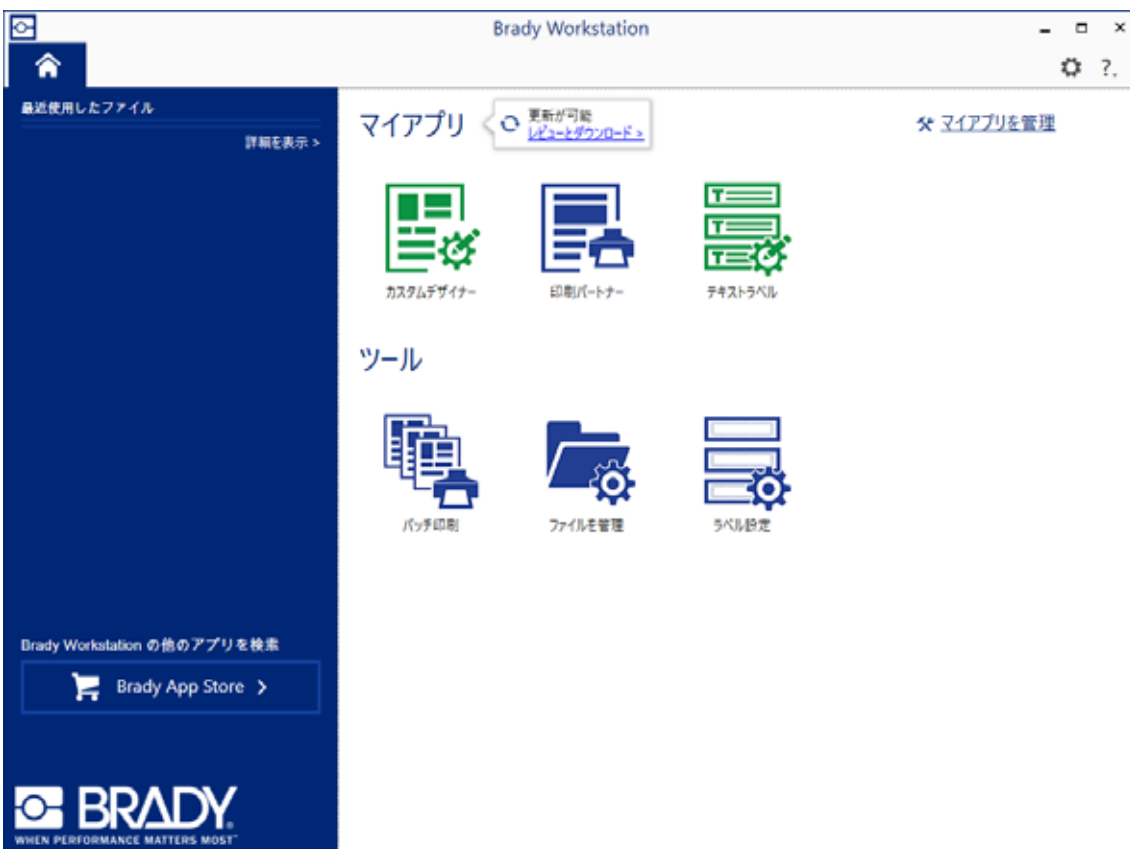 Brady Workstation
?
最近使用したファイル
詳細を表示 >
マイアプリ
更新が可能
レビューとダウンロード >
マイアプリを管理
カスタムデザイナー
印刷パートナー
テキストラベル
ツール
バッチ印刷
ファイルを管理
ラベル設定
Brady Workstation の他のアプリを検索
Brady App Store >
BRADY.
WHEN PERFORMANCE MATTERS MOST™